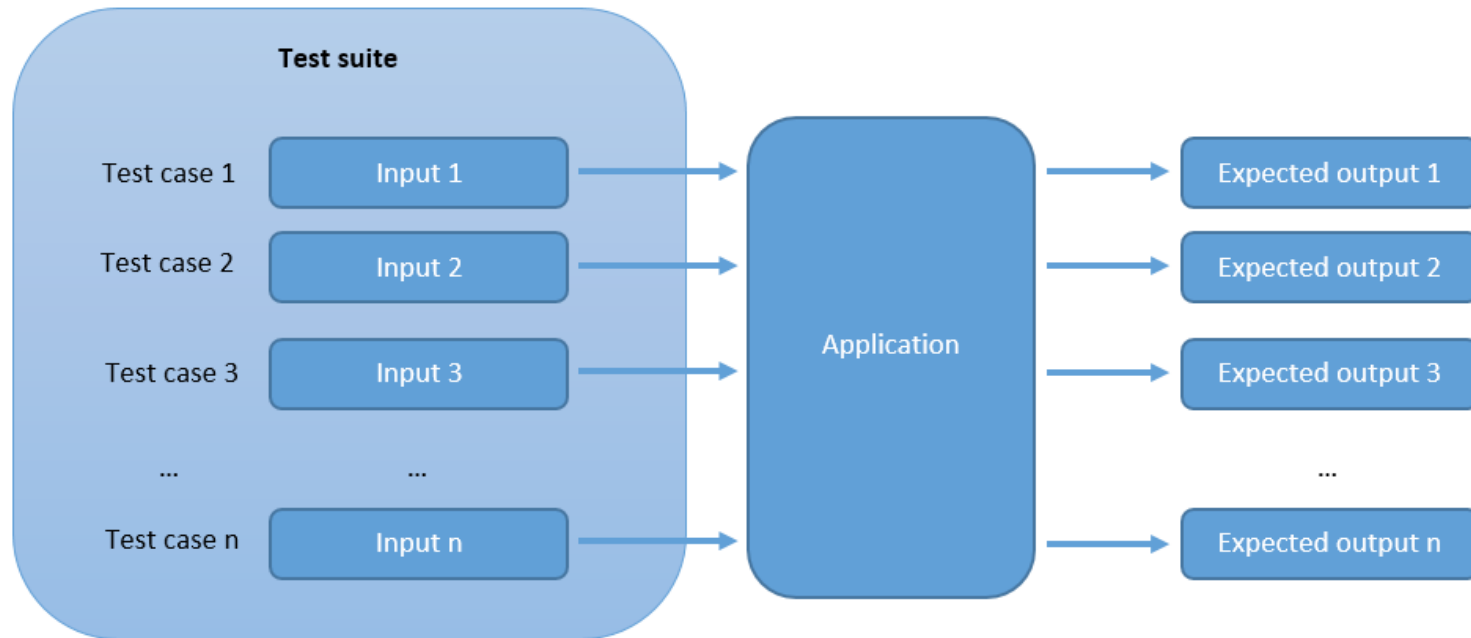 Test suite
Test case 1 Input 1 Expected output 1
Test case 2 Input 2 Expected output 2
Application
Test case 3 Input 3 Expected output 3
... ... ...
Test case n Input n Expected output n